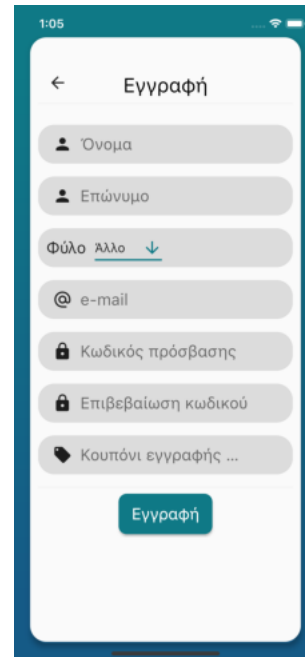 1:05
Εγγραφή
Όνομα
Επώνυμο
Φύλο Άλλο
e-mail
Κωδικός πρόσβασης
Επιβεβαίωση κωδικού
Κουπόνι εγγραφής ...
Εγγραφή